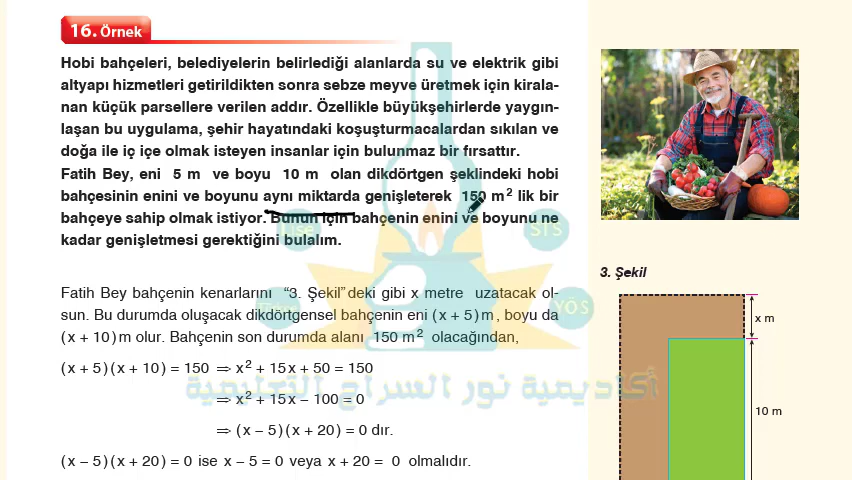 16. Örnek
Hobi bahçeleri, belediyelerin belirlediği alanlarda su ve elektrik gibi
altyapı hizmetleri getirildikten sonra sebze meyve üretmek için kirala-
nan küçük parsellere verilen addır. Özellikle büyükşehirlerde yaygın-
laşan bu uygulama, şehir hayatındaki koşuşturmacalardan sıkılan ve
doğa ile iç içe olmak isteyen insanlar için bulunmaz bir fırsattır.
Fatih Bey, eni 5 m ve boyu 10 m olan dikdörtgen şeklindeki hobi
bahçesinin enini ve boyunu aynı miktarda genişleterek 150 m² lik bir
bahçeye sahip olmak istiyor. Bunun için bahçenin enini ve boyunu ne
kadar genişletmesi gerektiğini bulalım.
Fatih Bey bahçenin kenarlarını “3. Şekil” deki gibi x metre uzatacak ol-
sun. Bu durumda oluşacak dikdörtgensel bahçenin eni (x + 5) m, boyu da
(x + 10) m olur. Bahçenin son durumda alanı 150 m² olacağından,
(x + 5) (x + 10) = 150 ⇒ x² + 15x + 50 = 150
⇒ x² + 15x − 100 = 0
⇒ (x − 5) (x + 20) = 0 dır.
(x − 5) (x + 20) = 0 ise x − 5 = 0 veya x + 20 = 0 olmalıdır.
3. Şekil
x m
10 m
Lise
STS
YÖS
أكاديمية نور السراج التعليمية